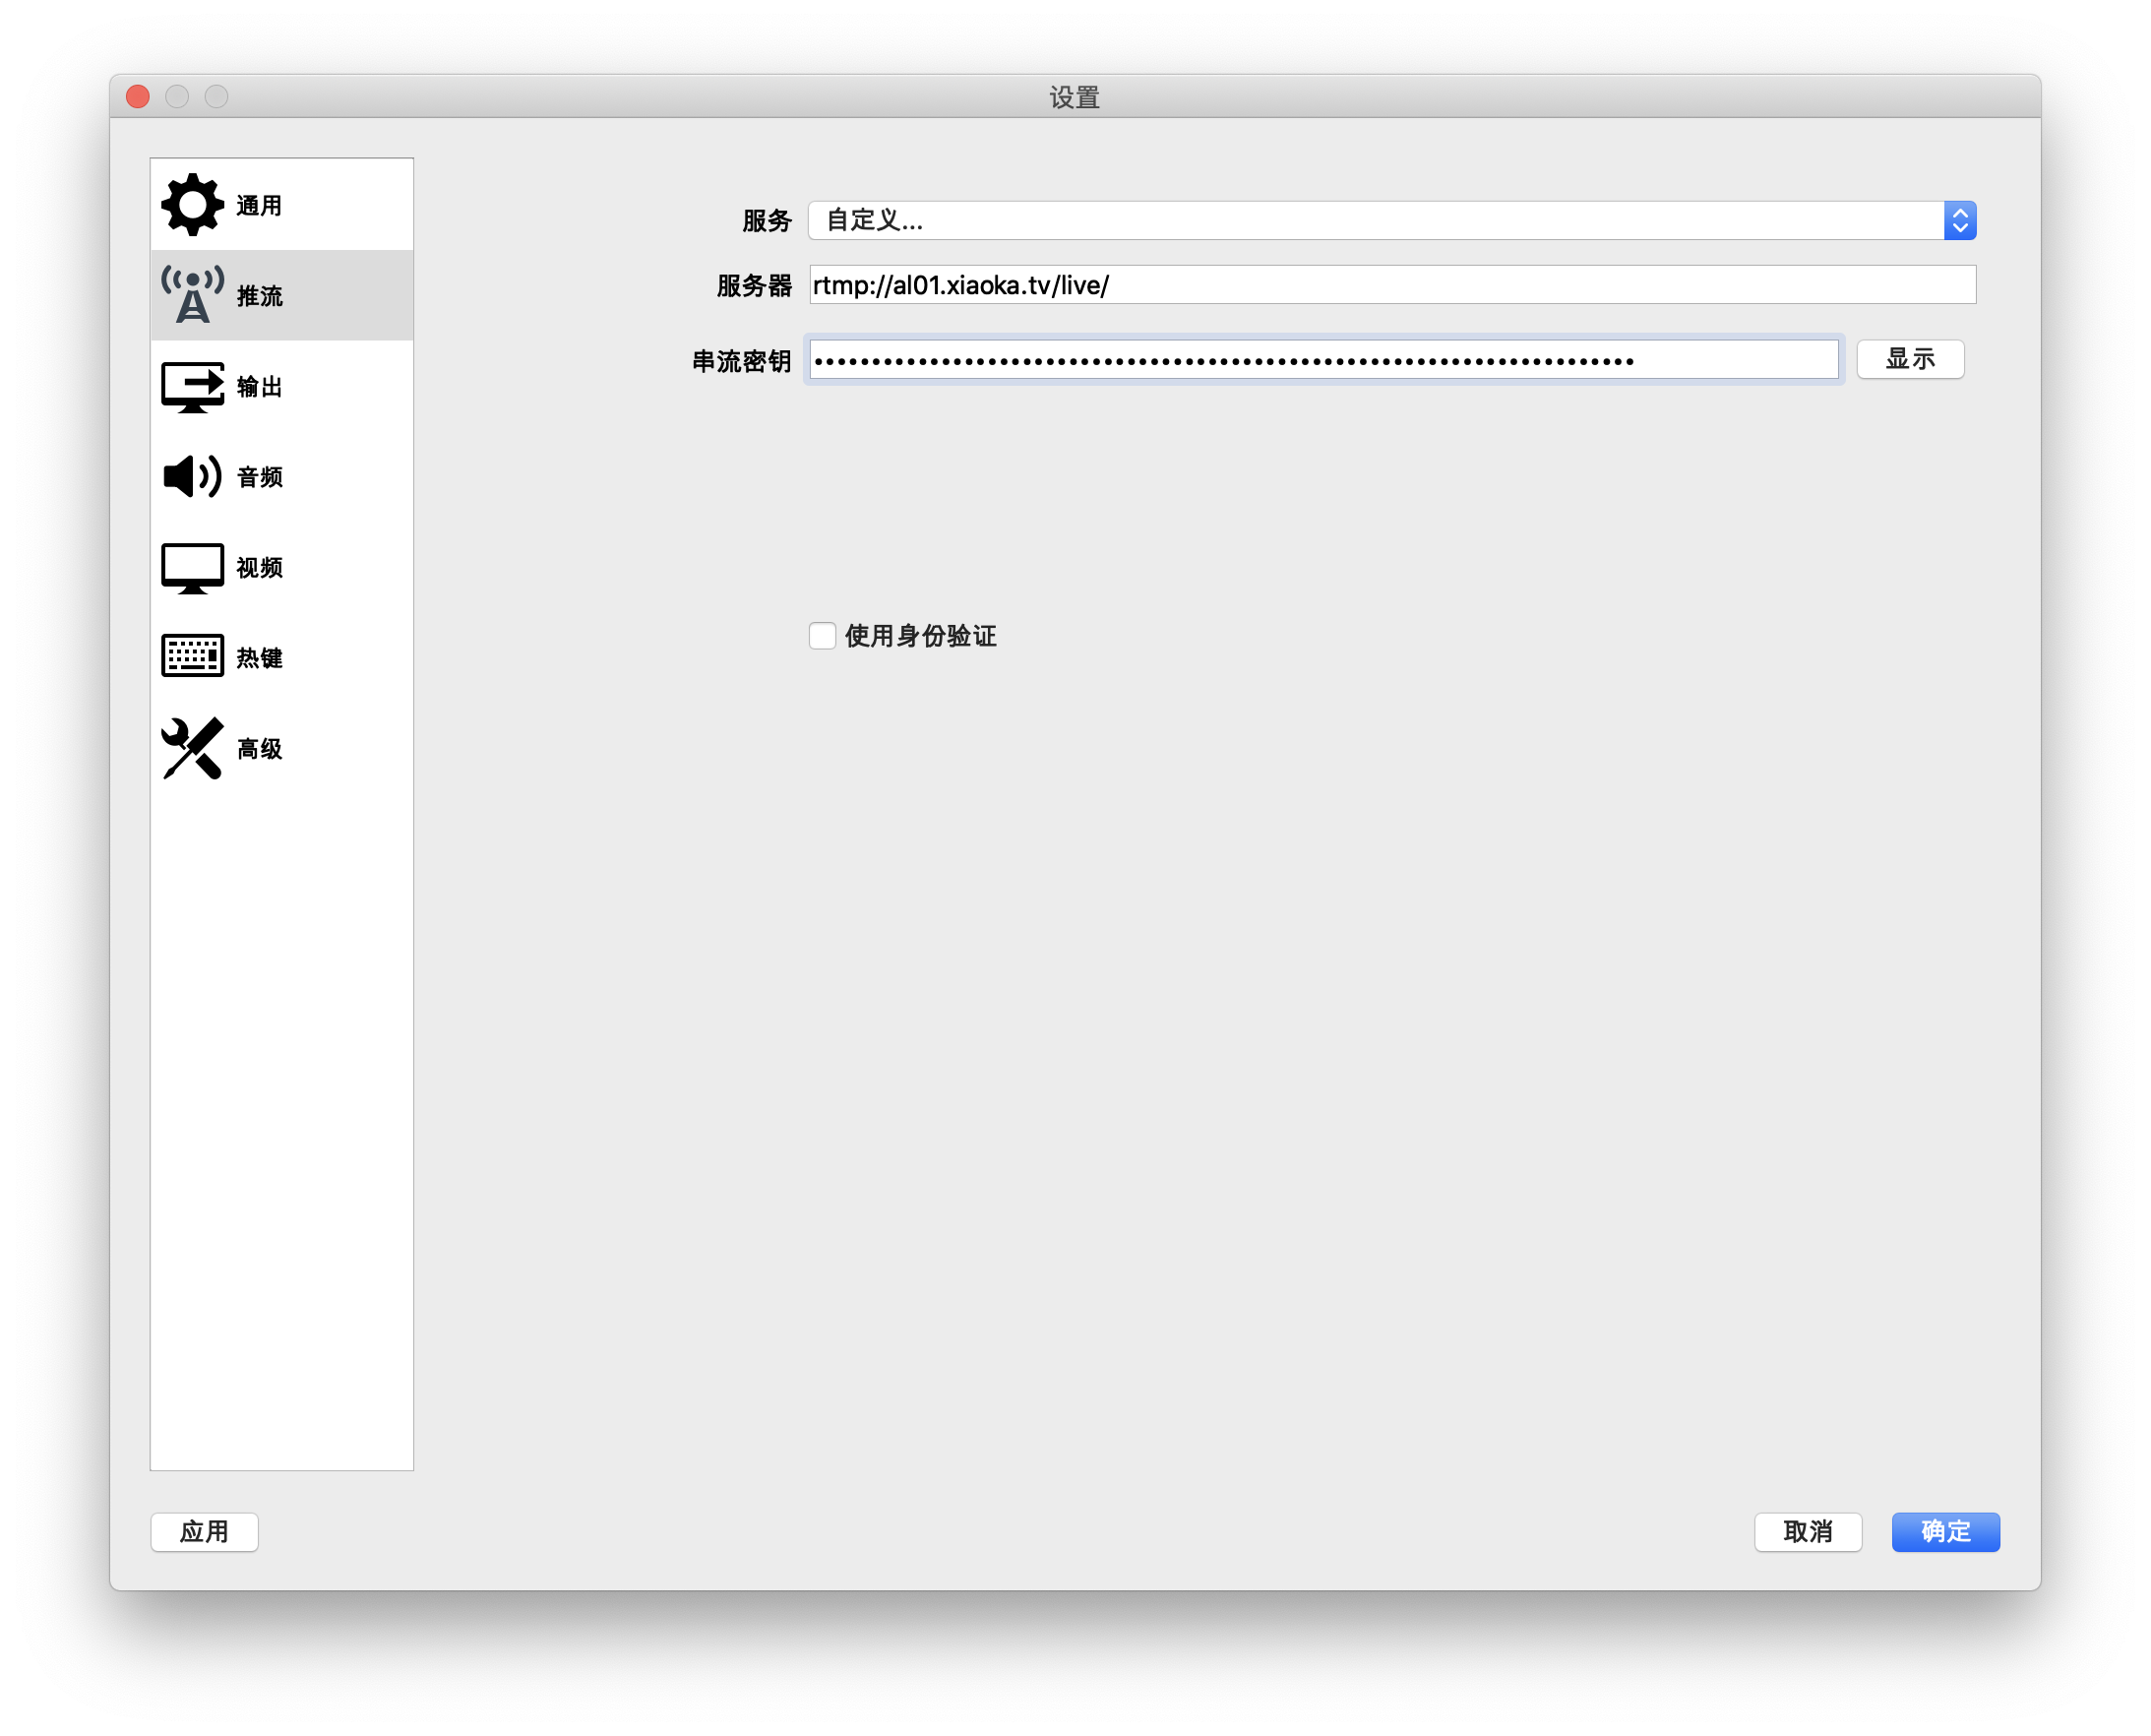 设置
通用
推流
输出
音频
视频
热键
高级
服务 自定义...
服务器 rtmp://al01.xiaoka.tv/live/
串流密钥 显示
使用身份验证
应用 取消 确定